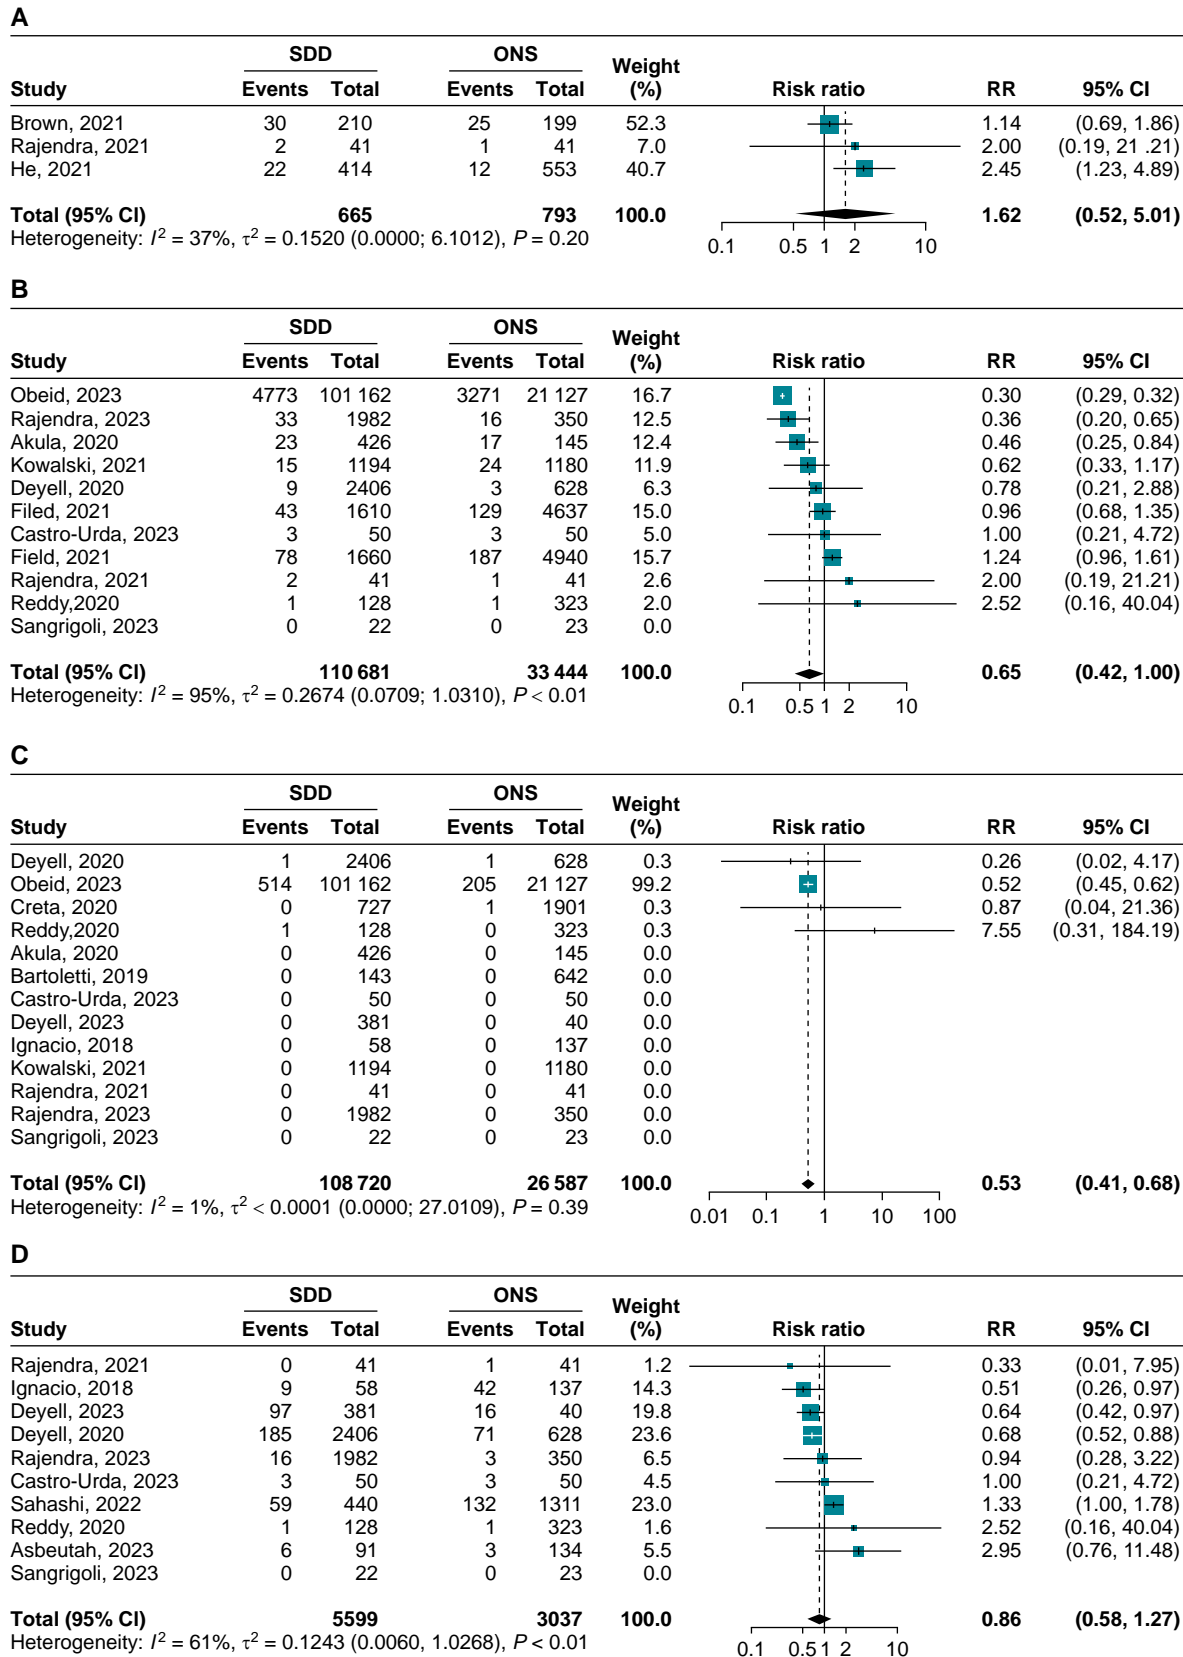 A
SDD ONS
Study Events Total Events Total Weight (%) Risk ratio RR 95% CI
Brown, 2021 30 210 25 199 52.3 1.14 (0.69, 1.86)
Rajendra, 2021 2 41 1 41 7.0 2.00 (0.19, 21 .21)
He, 2021 22 414 12 553 40.7 2.45 (1.23, 4.89)
Total (95% CI) 665 793 100.0 1.62 (0.52, 5.01)
Heterogeneity: I² = 37%, τ² = 0.1520 (0.0000; 6.1012), P = 0.20
0.1 0.5 1 2 10
B
SDD ONS
Study Events Total Events Total Weight (%) Risk ratio RR 95% CI
Obeid, 2023 4773 101 162 3271 21 127 16.7 0.30 (0.29, 0.32)
Rajendra, 2023 33 1982 16 350 12.5 0.36 (0.20, 0.65)
Akula, 2020 23 426 17 145 12.4 0.46 (0.25, 0.84)
Kowalski, 2021 15 1194 24 1180 11.9 0.62 (0.33, 1.17)
Deyell, 2020 9 2406 3 628 6.3 0.78 (0.21, 2.88)
Filed, 2021 43 1610 129 4637 15.0 0.96 (0.68, 1.35)
Castro-Urda, 2023 3 50 3 50 5.0 1.00 (0.21, 4.72)
Field, 2021 78 1660 187 4940 15.7 1.24 (0.96, 1.61)
Rajendra, 2021 2 41 1 41 2.6 2.00 (0.19, 21.21)
Reddy,2020 1 128 1 323 2.0 2.52 (0.16, 40.04)
Sangrigoli, 2023 0 22 0 23 0.0
Total (95% CI) 110 681 33 444 100.0 0.65 (0.42, 1.00)
Heterogeneity: I² = 95%, τ² = 0.2674 (0.0709; 1.0310), P < 0.01
0.1 0.5 1 2 10
C
SDD ONS
Study Events Total Events Total Weight (%) Risk ratio RR 95% CI
Deyell, 2020 1 2406 1 628 0.3 0.26 (0.02, 4.17)
Obeid, 2023 514 101 162 205 21 127 99.2 0.52 (0.45, 0.62)
Creta, 2020 0 727 1 1901 0.3 0.87 (0.04, 21.36)
Reddy,2020 1 128 0 323 0.3 7.55 (0.31, 184.19)
Akula, 2020 0 426 0 145 0.0
Bartoletti, 2019 0 143 0 642 0.0
Castro-Urda, 2023 0 50 0 50 0.0
Deyell, 2023 0 381 0 40 0.0
Ignacio, 2018 0 58 0 137 0.0
Kowalski, 2021 0 1194 0 1180 0.0
Rajendra, 2021 0 41 0 41 0.0
Rajendra, 2023 0 1982 0 350 0.0
Sangrigoli, 2023 0 22 0 23 0.0
Total (95% CI) 108 720 26 587 100.0 0.53 (0.41, 0.68)
Heterogeneity: I² = 1%, τ² < 0.0001 (0.0000; 27.0109), P = 0.39
0.01 0.1 1 10 100
D
SDD ONS
Study Events Total Events Total Weight (%) Risk ratio RR 95% CI
Rajendra, 2021 0 41 1 41 1.2 0.33 (0.01, 7.95)
Ignacio, 2018 9 58 42 137 14.3 0.51 (0.26, 0.97)
Deyell, 2023 97 381 16 40 19.8 0.64 (0.42, 0.97)
Deyell, 2020 185 2406 71 628 23.6 0.68 (0.52, 0.88)
Rajendra, 2023 16 1982 3 350 6.5 0.94 (0.28, 3.22)
Castro-Urda, 2023 3 50 3 50 4.5 1.00 (0.21, 4.72)
Sahashi, 2022 59 440 132 1311 23.0 1.33 (1.00, 1.78)
Reddy, 2020 1 128 1 323 1.6 2.52 (0.16, 40.04)
Asbeutah, 2023 6 91 3 134 5.5 2.95 (0.76, 11.48)
Sangrigoli, 2023 0 22 0 23 0.0
Total (95% CI) 5599 3037 100.0 0.86 (0.58, 1.27)
Heterogeneity: I² = 61%, τ² = 0.1243 (0.0060, 1.0268), P < 0.01
0.1 0.5 1 2 10